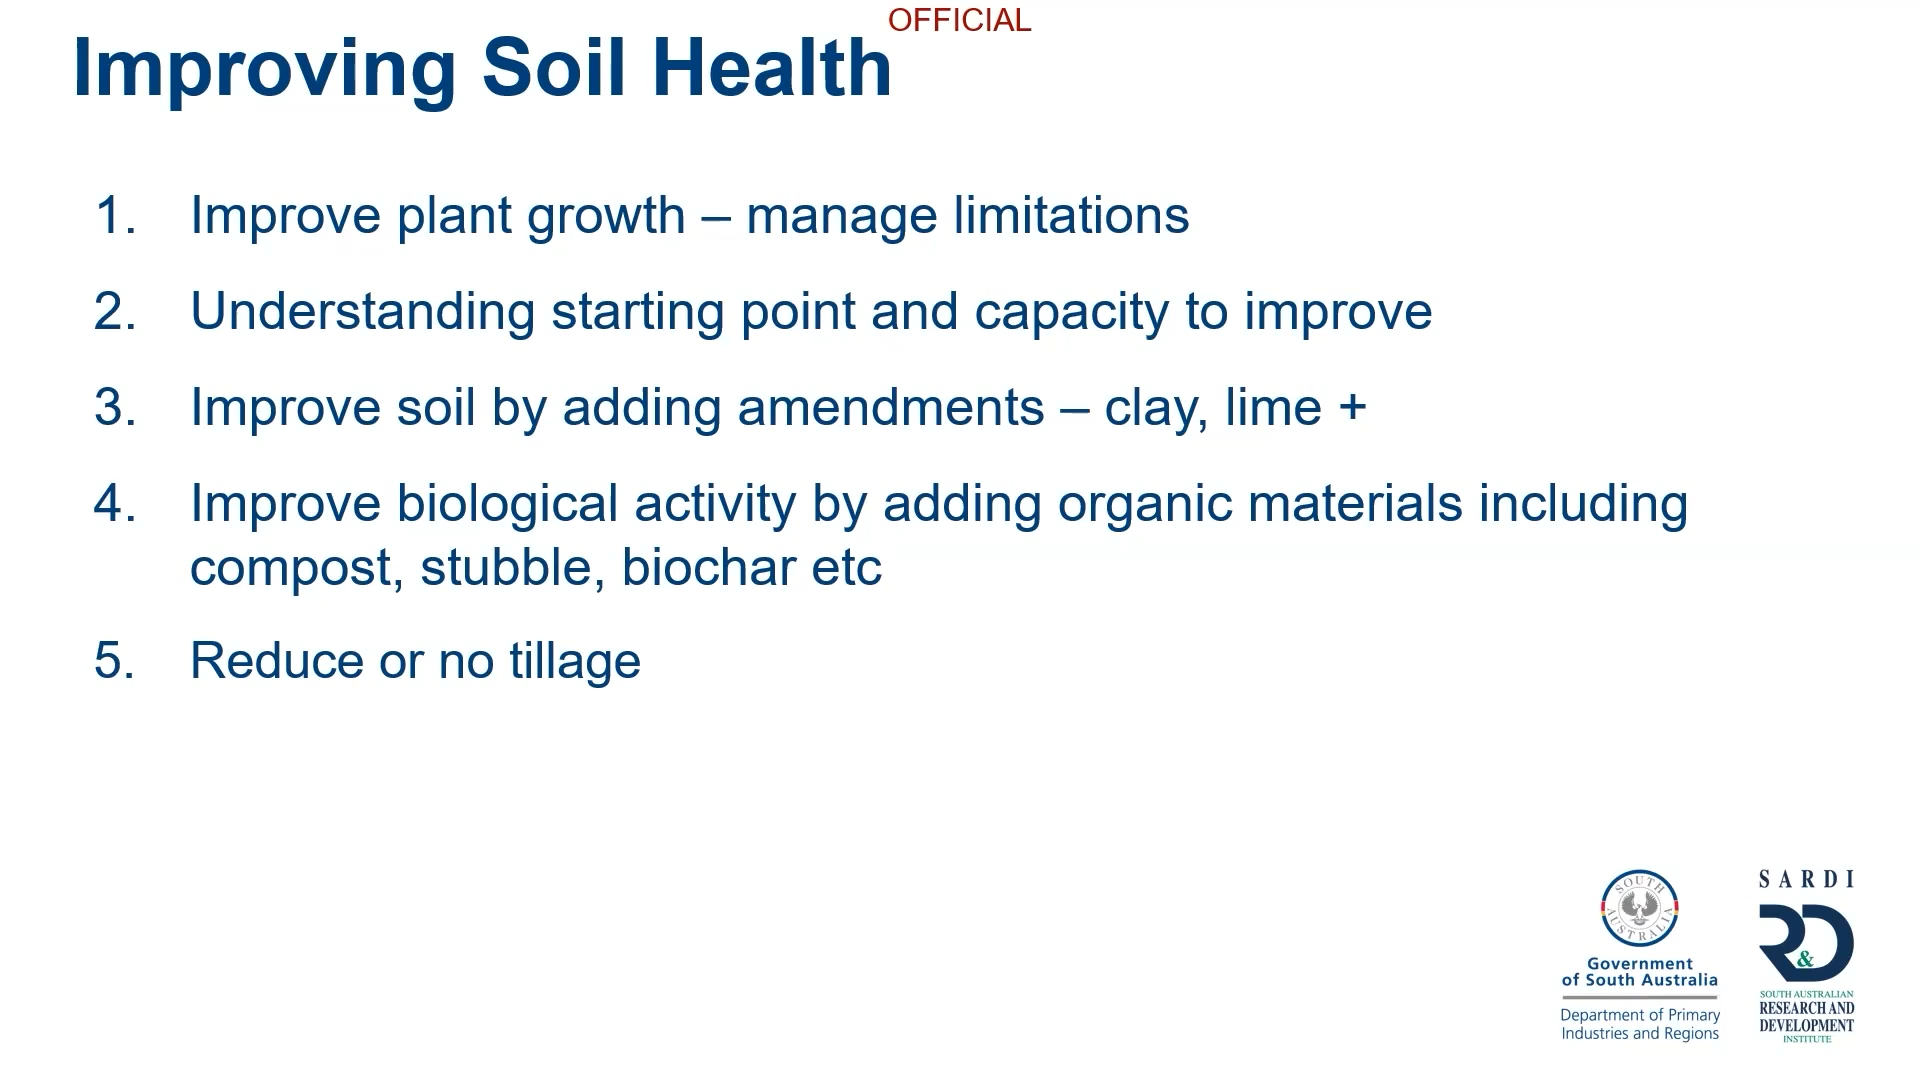 OFFICIAL
Improving Soil Health
1. Improve plant growth – manage limitations
2. Understanding starting point and capacity to improve
3. Improve soil by adding amendments – clay, lime +
4. Improve biological activity by adding organic materials including
compost, stubble, biochar etc
5. Reduce or no tillage
SOUTH AUSTRALIA
Government
of South Australia
Department of Primary
Industries and Regions
SARDI
R&D
SOUTH AUSTRALIAN
RESEARCH AND
DEVELOPMENT
INSTITUTE